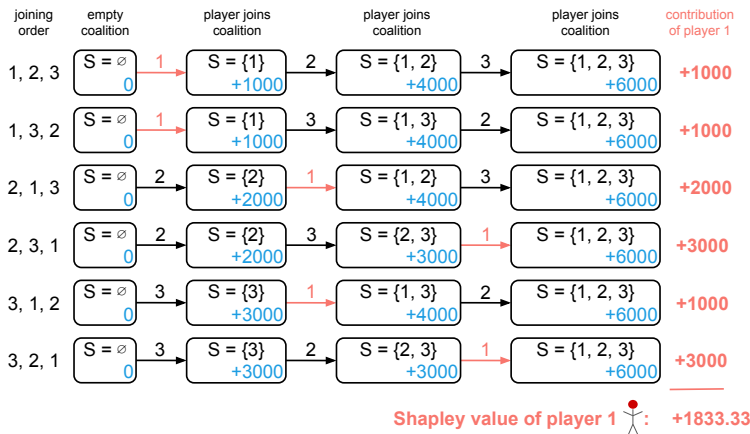 joining order empty coalition player joins coalition player joins coalition player joins coalition contribution of player 1
1, 2, 3 S = ∅ 0 1 S = {1} +1000 2 S = {1, 2} +4000 3 S = {1, 2, 3} +6000 +1000
1, 3, 2 S = ∅ 0 1 S = {1} +1000 3 S = {1, 3} +4000 2 S = {1, 2, 3} +6000 +1000
2, 1, 3 S = ∅ 0 2 S = {2} +2000 1 S = {1, 2} +4000 3 S = {1, 2, 3} +6000 +2000
2, 3, 1 S = ∅ 0 2 S = {2} +2000 3 S = {2, 3} +3000 1 S = {1, 2, 3} +6000 +3000
3, 1, 2 S = ∅ 0 3 S = {3} +3000 1 S = {1, 3} +4000 2 S = {1, 2, 3} +6000 +1000
3, 2, 1 S = ∅ 0 3 S = {3} +3000 2 S = {2, 3} +3000 1 S = {1, 2, 3} +6000 +3000
Shapley value of player 1 : +1833.33